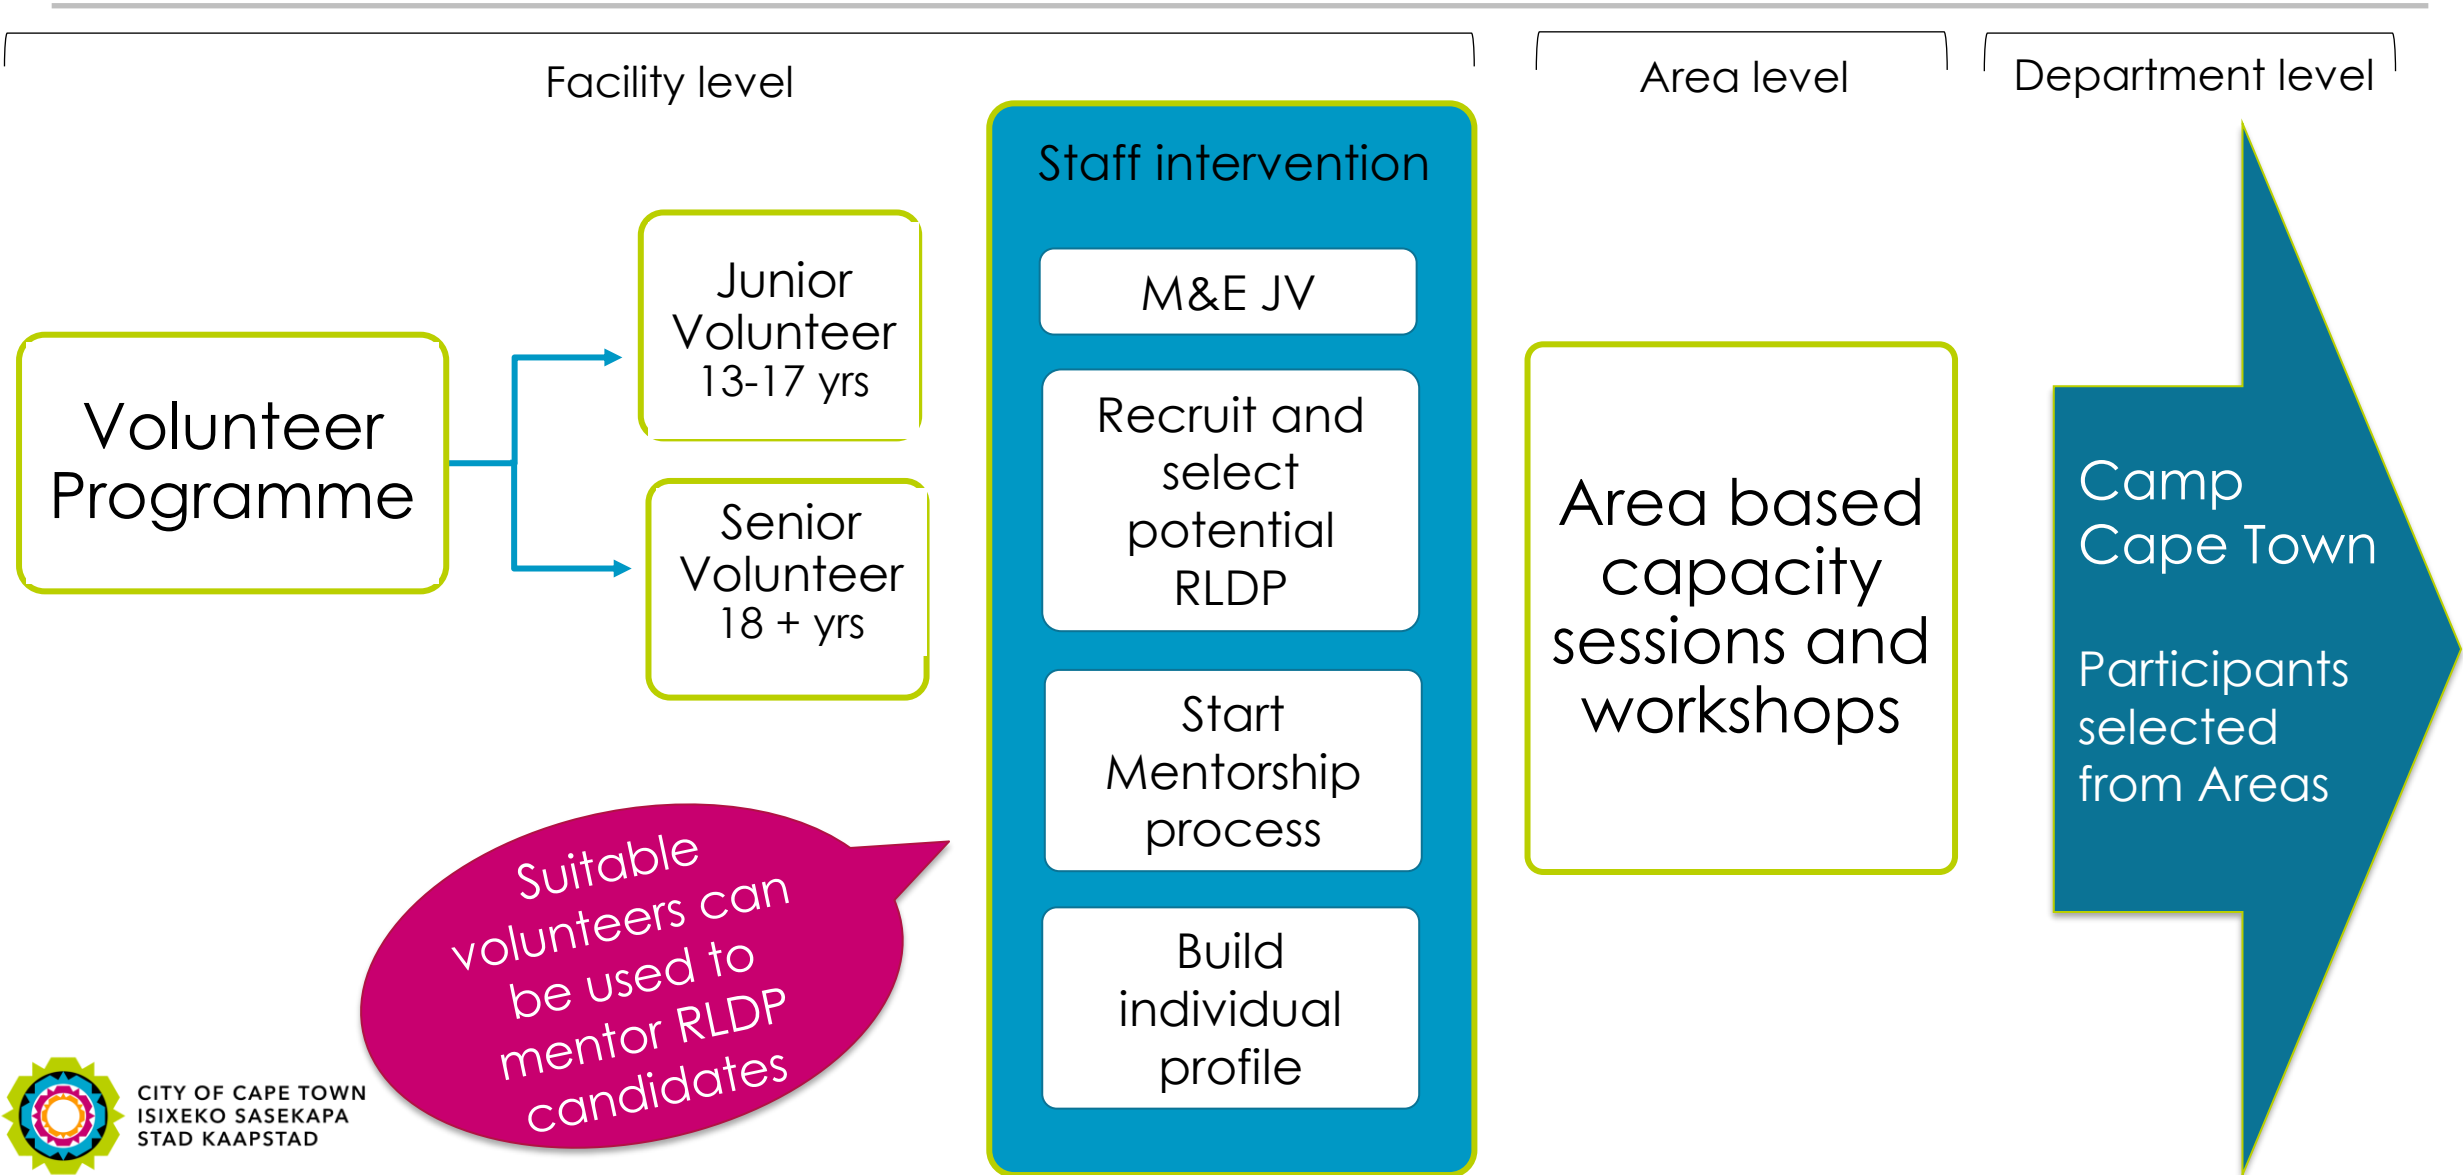 Facility level
Area level
Department level
Volunteer
Programme
Junior
Volunteer
13-17 yrs
Senior
Volunteer
18 + yrs
Suitable
volunteers can
be used to
mentor RLDP
candidates
Staff intervention
M&E JV
Recruit and
select
potential
RLDP
Start
Mentorship
process
Build
individual
profile
Area based
capacity
sessions and
workshops
Camp
Cape Town
Participants
selected
from Areas
CITY OF CAPE TOWN
ISIXEKO SASEKAPA
STAD KAAPSTAD